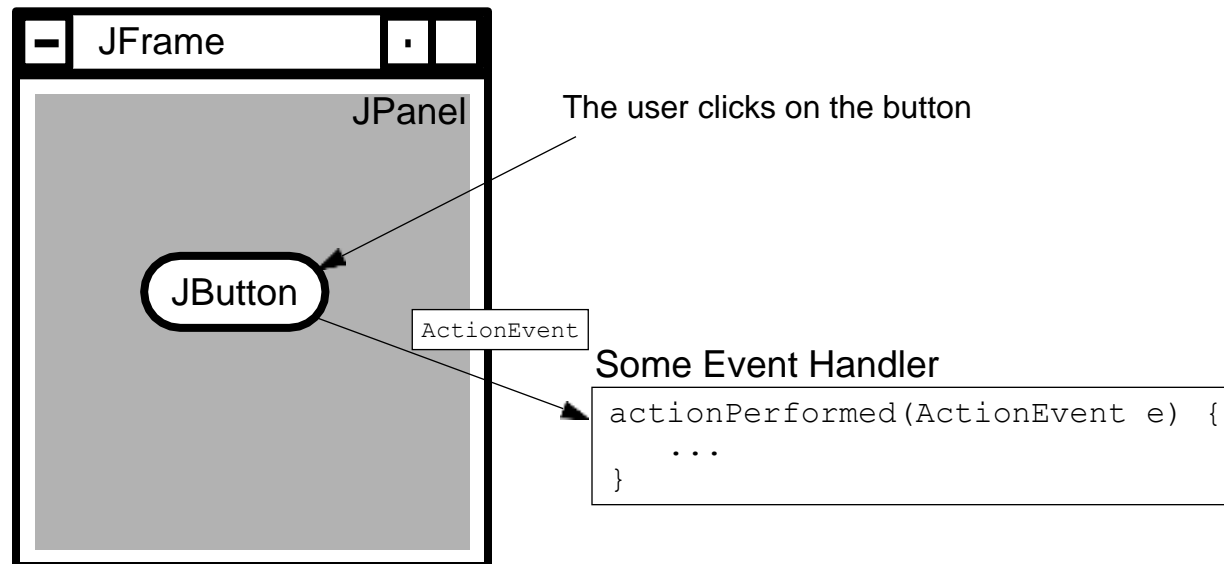 JFrame
JPanel
The user clicks on the button
JButton
ActionEvent
Some Event Handler
actionPerformed(ActionEvent e) {
...
}